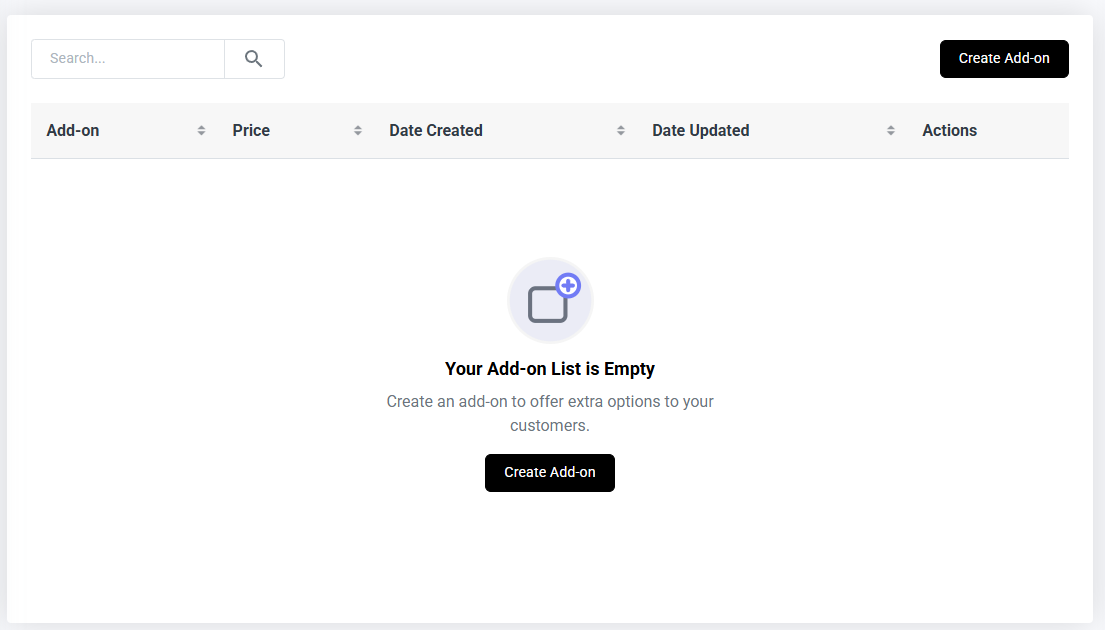 Search...
Create Add-on
Add-on Price Date Created Date Updated Actions
Your Add-on List is Empty
Create an add-on to offer extra options to your
customers.
Create Add-on